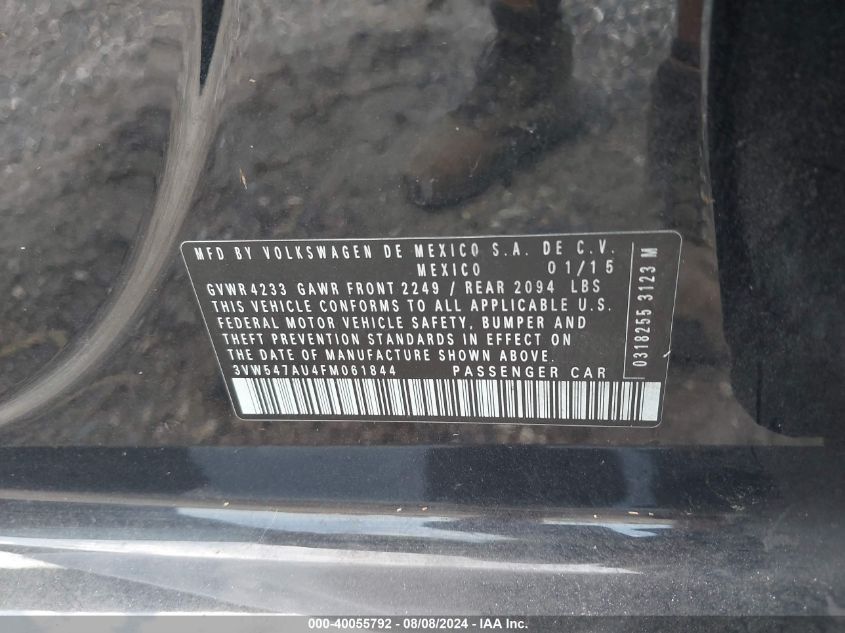 MFD BY VOLKSWAGEN DE MEXICO S.A. DE C.V.
MEXICO 01/15
GVWR 4233 GAWR FRONT 2249 / REAR 2094 LBS
THIS VEHICLE CONFORMS TO ALL APPLICABLE U.S.
FEDERAL MOTOR VEHICLE SAFETY, BUMPER AND
THEFT PREVENTION STANDARDS IN EFFECT ON
THE DATE OF MANUFACTURE SHOWN ABOVE.
3VW547AU4FM061844 PASSENGER CAR
0318255 3123 M
000-40055792 - 08/08/2024 - IAA Inc.